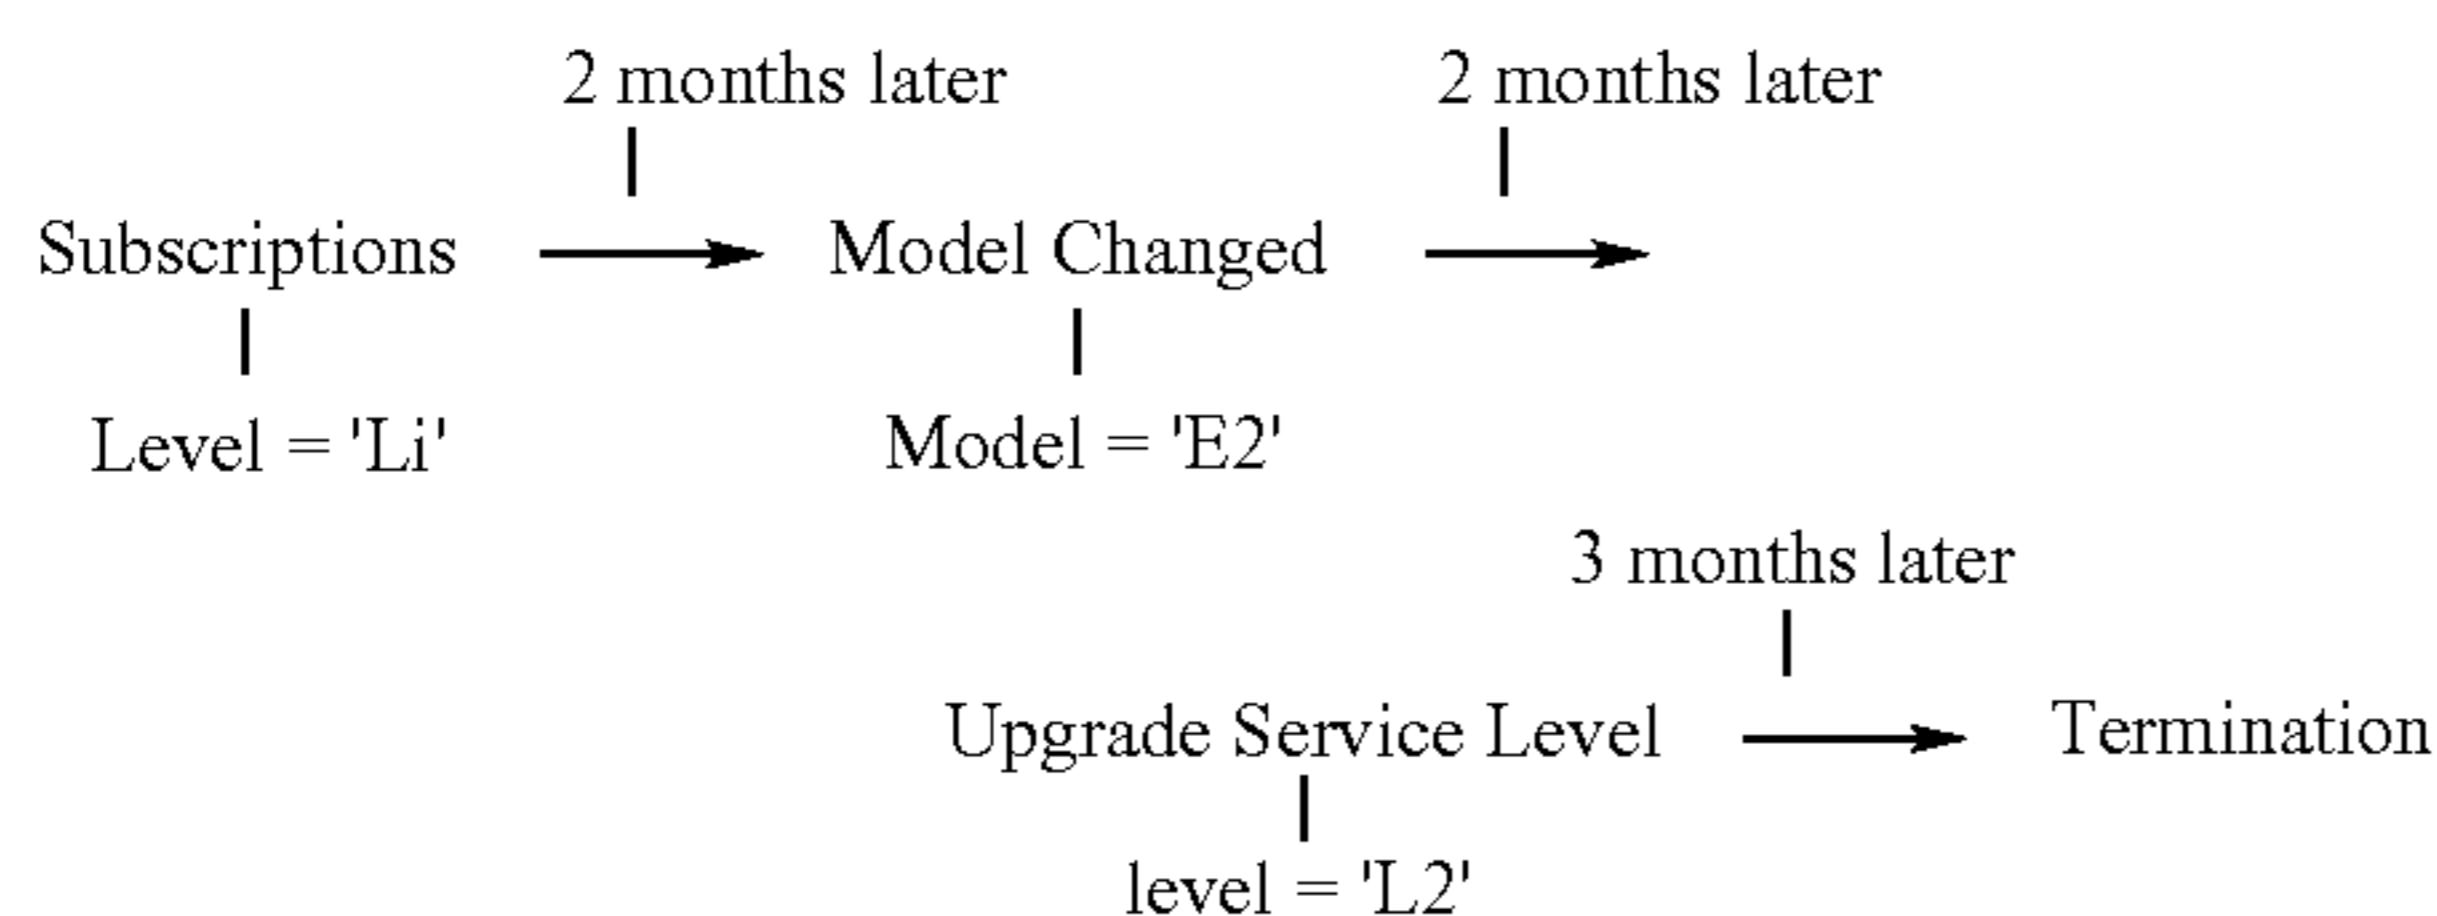 2 months later 2 months later
Subscriptions Model Changed
Level = 'Li' Model = 'E2'
3 months later
Upgrade Service Level Termination
level = 'L2'